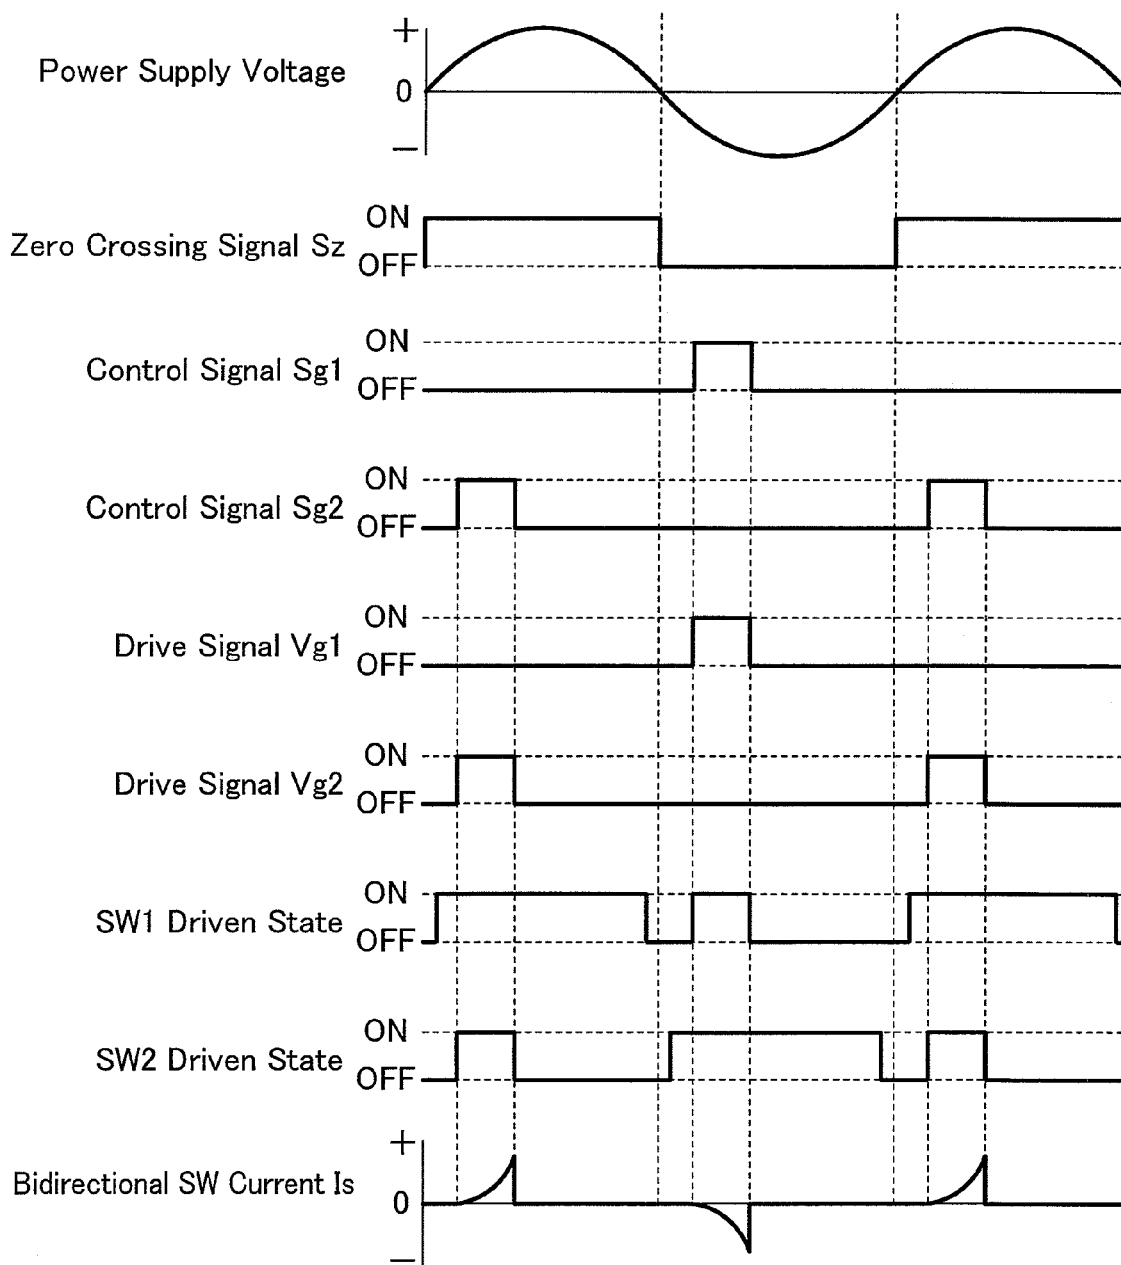 +
Power Supply Voltage
0
−
ON
Zero Crossing Signal Sz
OFF
ON
Control Signal Sg1
OFF
ON
Control Signal Sg2
OFF
ON
Drive Signal Vg1
OFF
ON
Drive Signal Vg2
OFF
ON
SW1 Driven State
OFF
ON
SW2 Driven State
OFF
+
Bidirectional SW Current Is
0
−